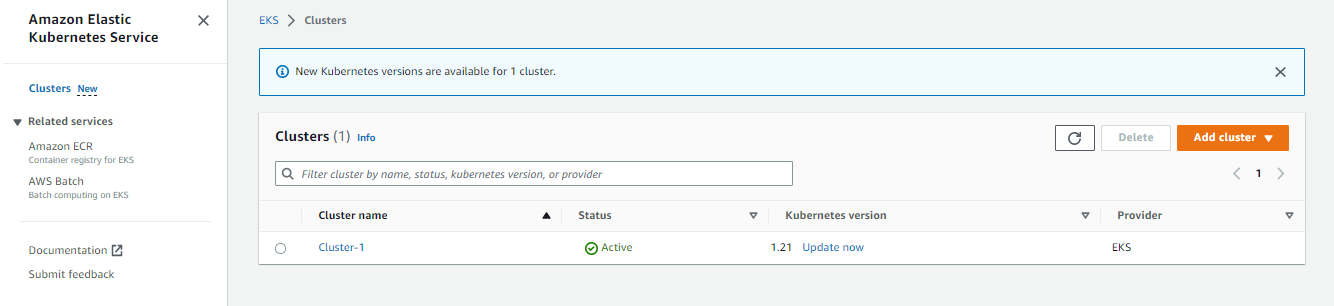 Amazon Elastic
Kubernetes Service
Clusters New
Related services
Amazon ECR
Container registry for EKS
AWS Batch
Batch computing on EKS
Documentation
Submit feedback
EKS Clusters
New Kubernetes versions are available for 1 cluster.
Clusters (1) Info
Delete
Add cluster
Filter cluster by name, status, kubernetes version, or provider
1
Cluster name Status Kubernetes version Provider
Cluster-1 Active 1.21 Update now EKS